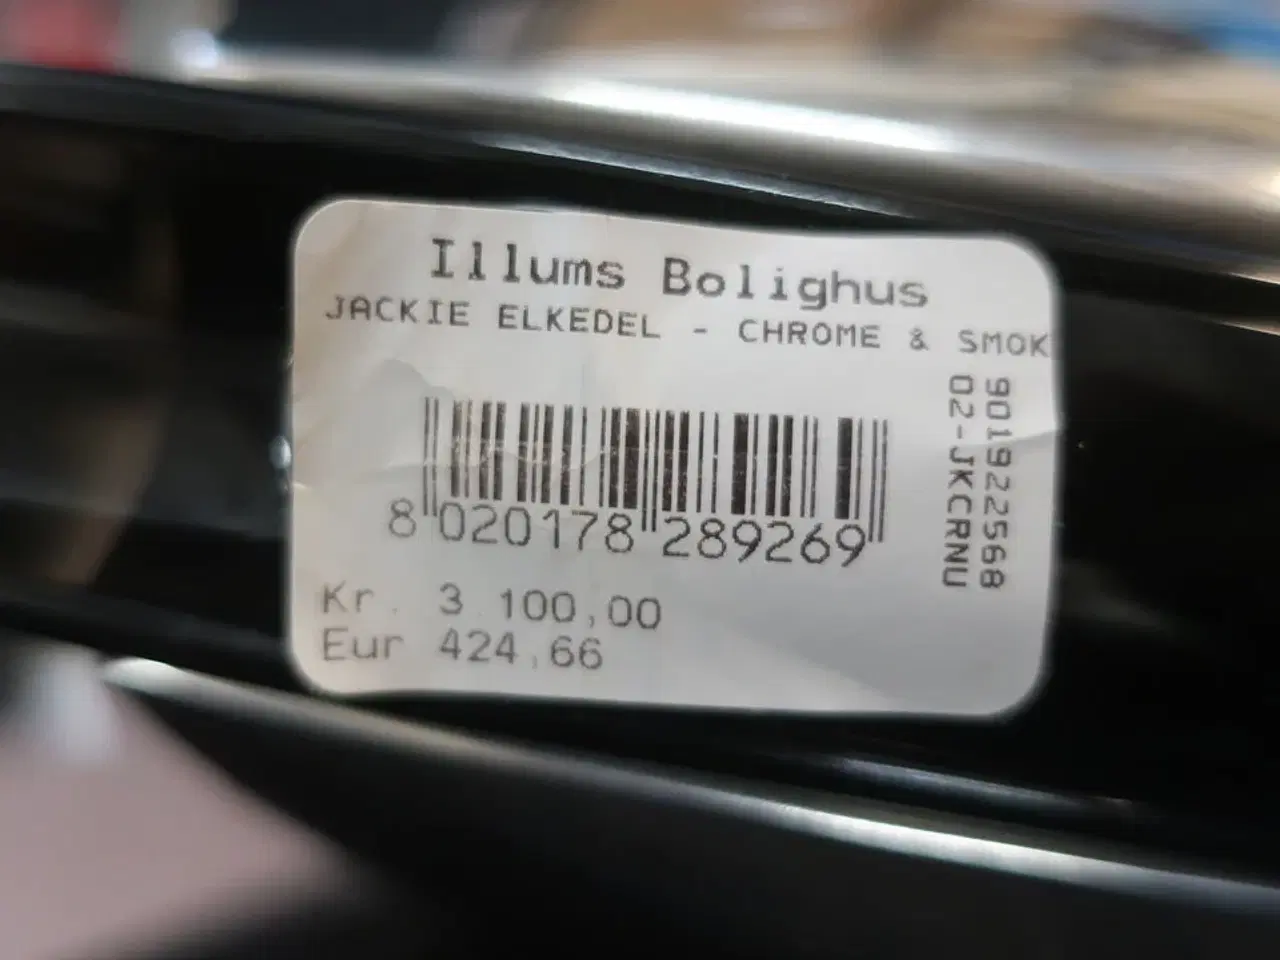 Illums Bolighus
JACKIE ELKEDEL - CHROME & SMOK
901922568
02-JKCRNU
8 020178 289269
Kr. 3.100,00
Eur 424,66